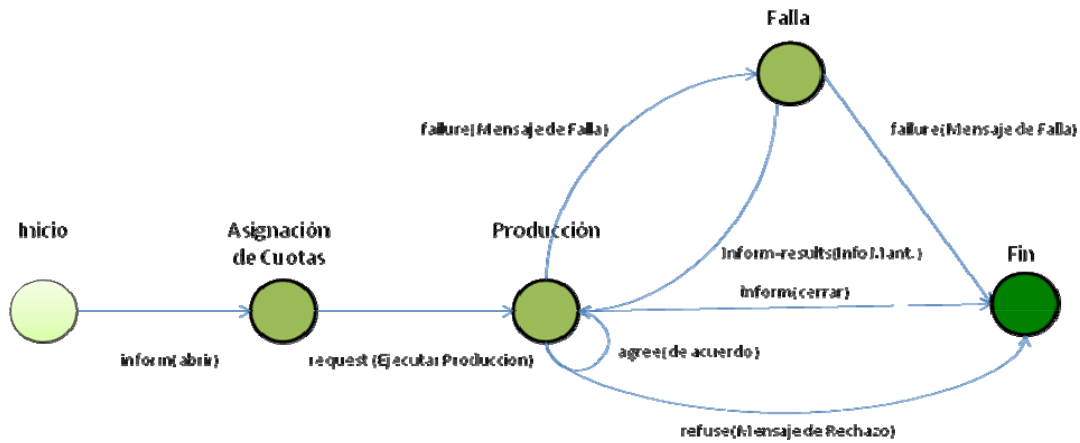 Falla
failure(Mensaje de Falla)
failure(Mensaje de Falla)
Inicio
Asignación
de Cuotas
Producción
Inform-results(Info Mant.)
Fin
inform(cerrar)
inform(abrir)
request (Ejecutar Produccion)
agree(de acuerdo)
refuse(Mensaje de Rechazo)